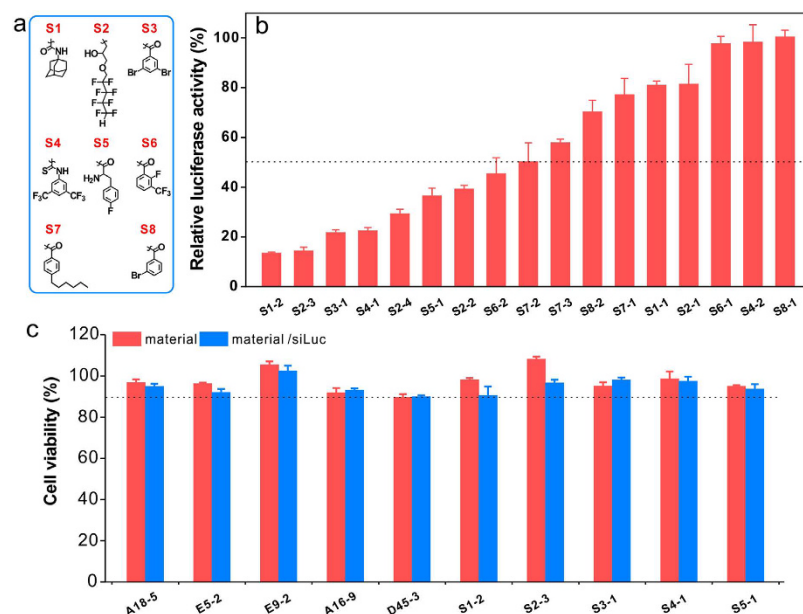 a
S1 S2 S3
O NH
HO
O
Br Br
O
F F
F F
F F
F F
H
S4 S5 S6
S NH
F3C CF3
H2N O
F
O
F
CF3
S7 S8
O
Br O
b
Relative luciferase activity (%)
100
80
60
40
20
0
S1-2 S2-3 S3-1 S4-1 S2-4 S5-1 S2-2 S6-2 S7-2 S7-3 S8-2 S7-1 S1-1 S2-1 S6-1 S4-2 S8-1
c
material material /siLuc
Cell viability (%)
120
100
80
60
40
20
0
A18-5 E5-2 E9-2 A16-9 D45-3 S1-2 S2-3 S3-1 S4-1 S5-1